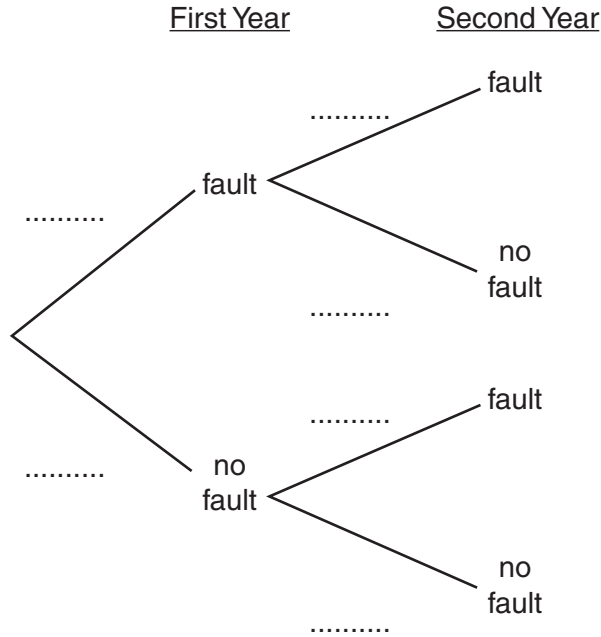 First Year
Second Year
fault
..........
fault
..........
no
fault
..........
fault
..........
..........
no
fault
no
fault
..........